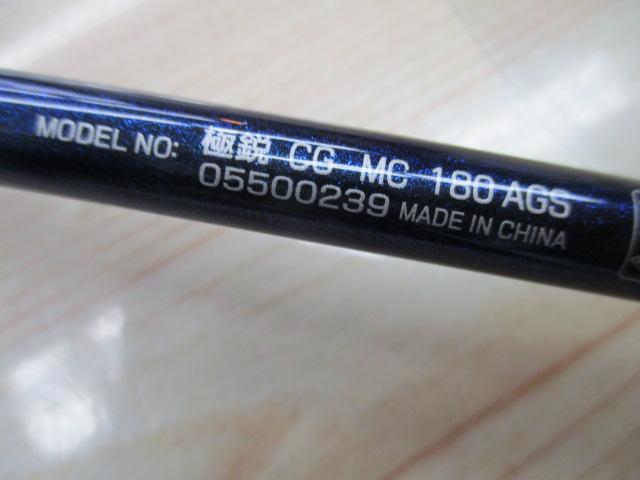 MODEL NO: 極鋭 CG MC 180 AGS
05500239 MADE IN CHINA